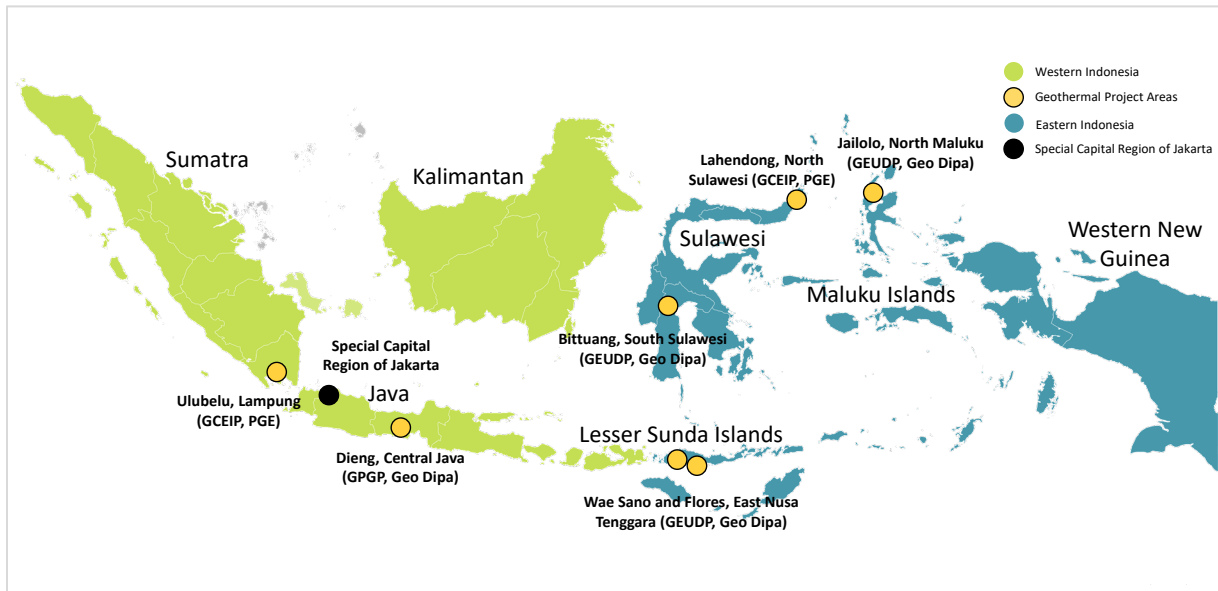 Western Indonesia
Geothermal Project Areas
Eastern Indonesia
Special Capital Region of Jakarta
Sumatra
Kalimantan
Lahendong, North
Sulawesi (GCEIP, PGE)
Jailolo, North Maluku
(GEUDP, Geo Dipa)
Sulawesi
Western New
Guinea
Maluku Islands
Bittuang, South Sulawesi
(GEUDP, Geo Dipa)
Special Capital
Region of Jakarta
Java
Ulubelu, Lampung
(GCEIP, PGE)
Dieng, Central Java
(GPGP, Geo Dipa)
Lesser Sunda Islands
Wae Sano and Flores, East Nusa
Tenggara (GEUDP, Geo Dipa)